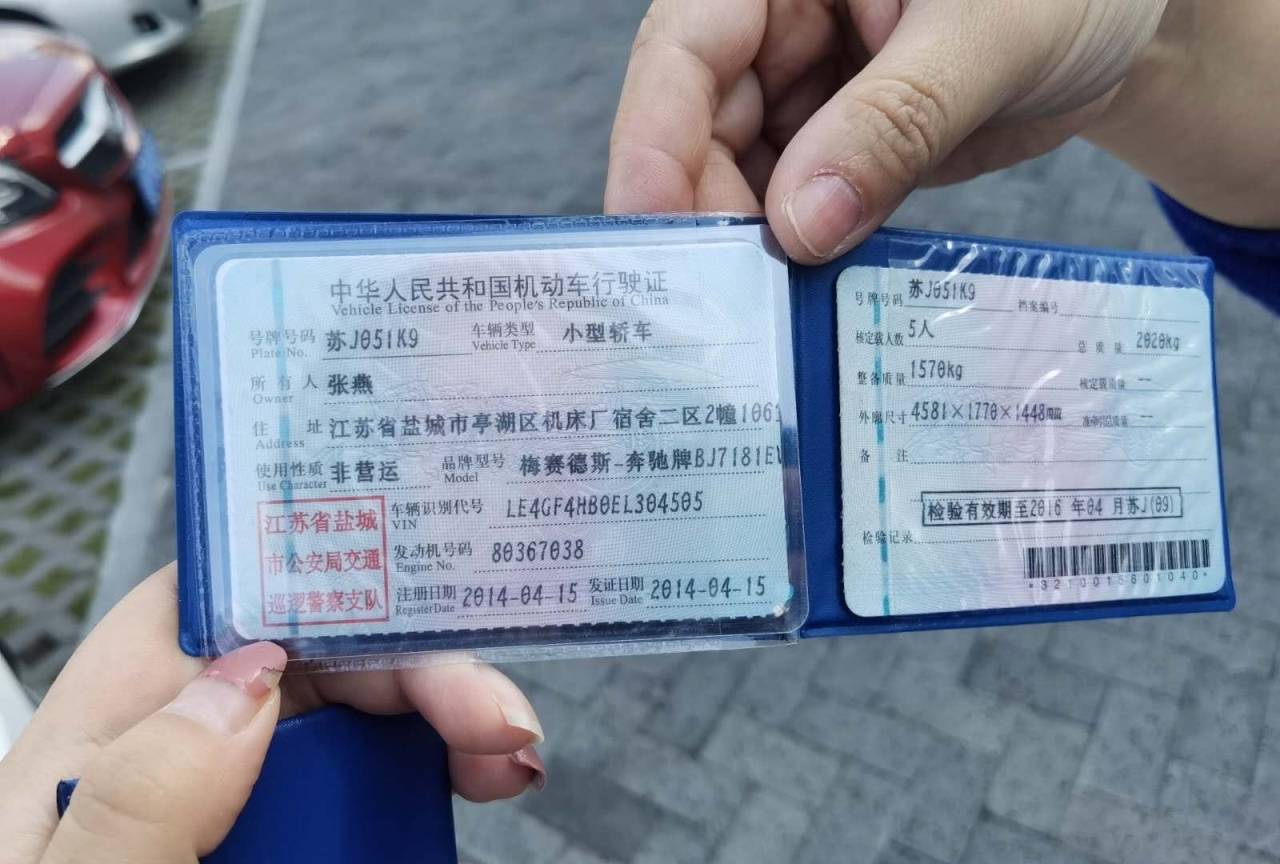 中华人民共和国机动车行驶证
Vehicle License of the People's Republic of China
号牌号码 苏J051K9 车辆类型 小型轿车
Plate No. Vehicle Type
所有人 张燕
Owner
住址 江苏省盐城市亭湖区机床厂宿舍二区2幢106
Address
使用性质 非营运 品牌型号 梅赛德斯-奔驰牌BJ7181EV
Use Character Model
江苏省盐城
市公安局交通
巡逻警察支队
车辆识别代号 LE4GF4HB0EL304505
VIN
发动机号码 80367038
Engine No.
注册日期 2014-04-15 发证日期 2014-04-15
Register Date Issue Date
号牌号码 苏J051K9 档案编号
核定载人数 5人 总质量 2020kg
整备质量 1570kg 核定载质量 --
外廓尺寸 4581×1770×1448mm 准牵引总质量 --
备注
检验有效期至2016年04月苏J(09)
检验记录